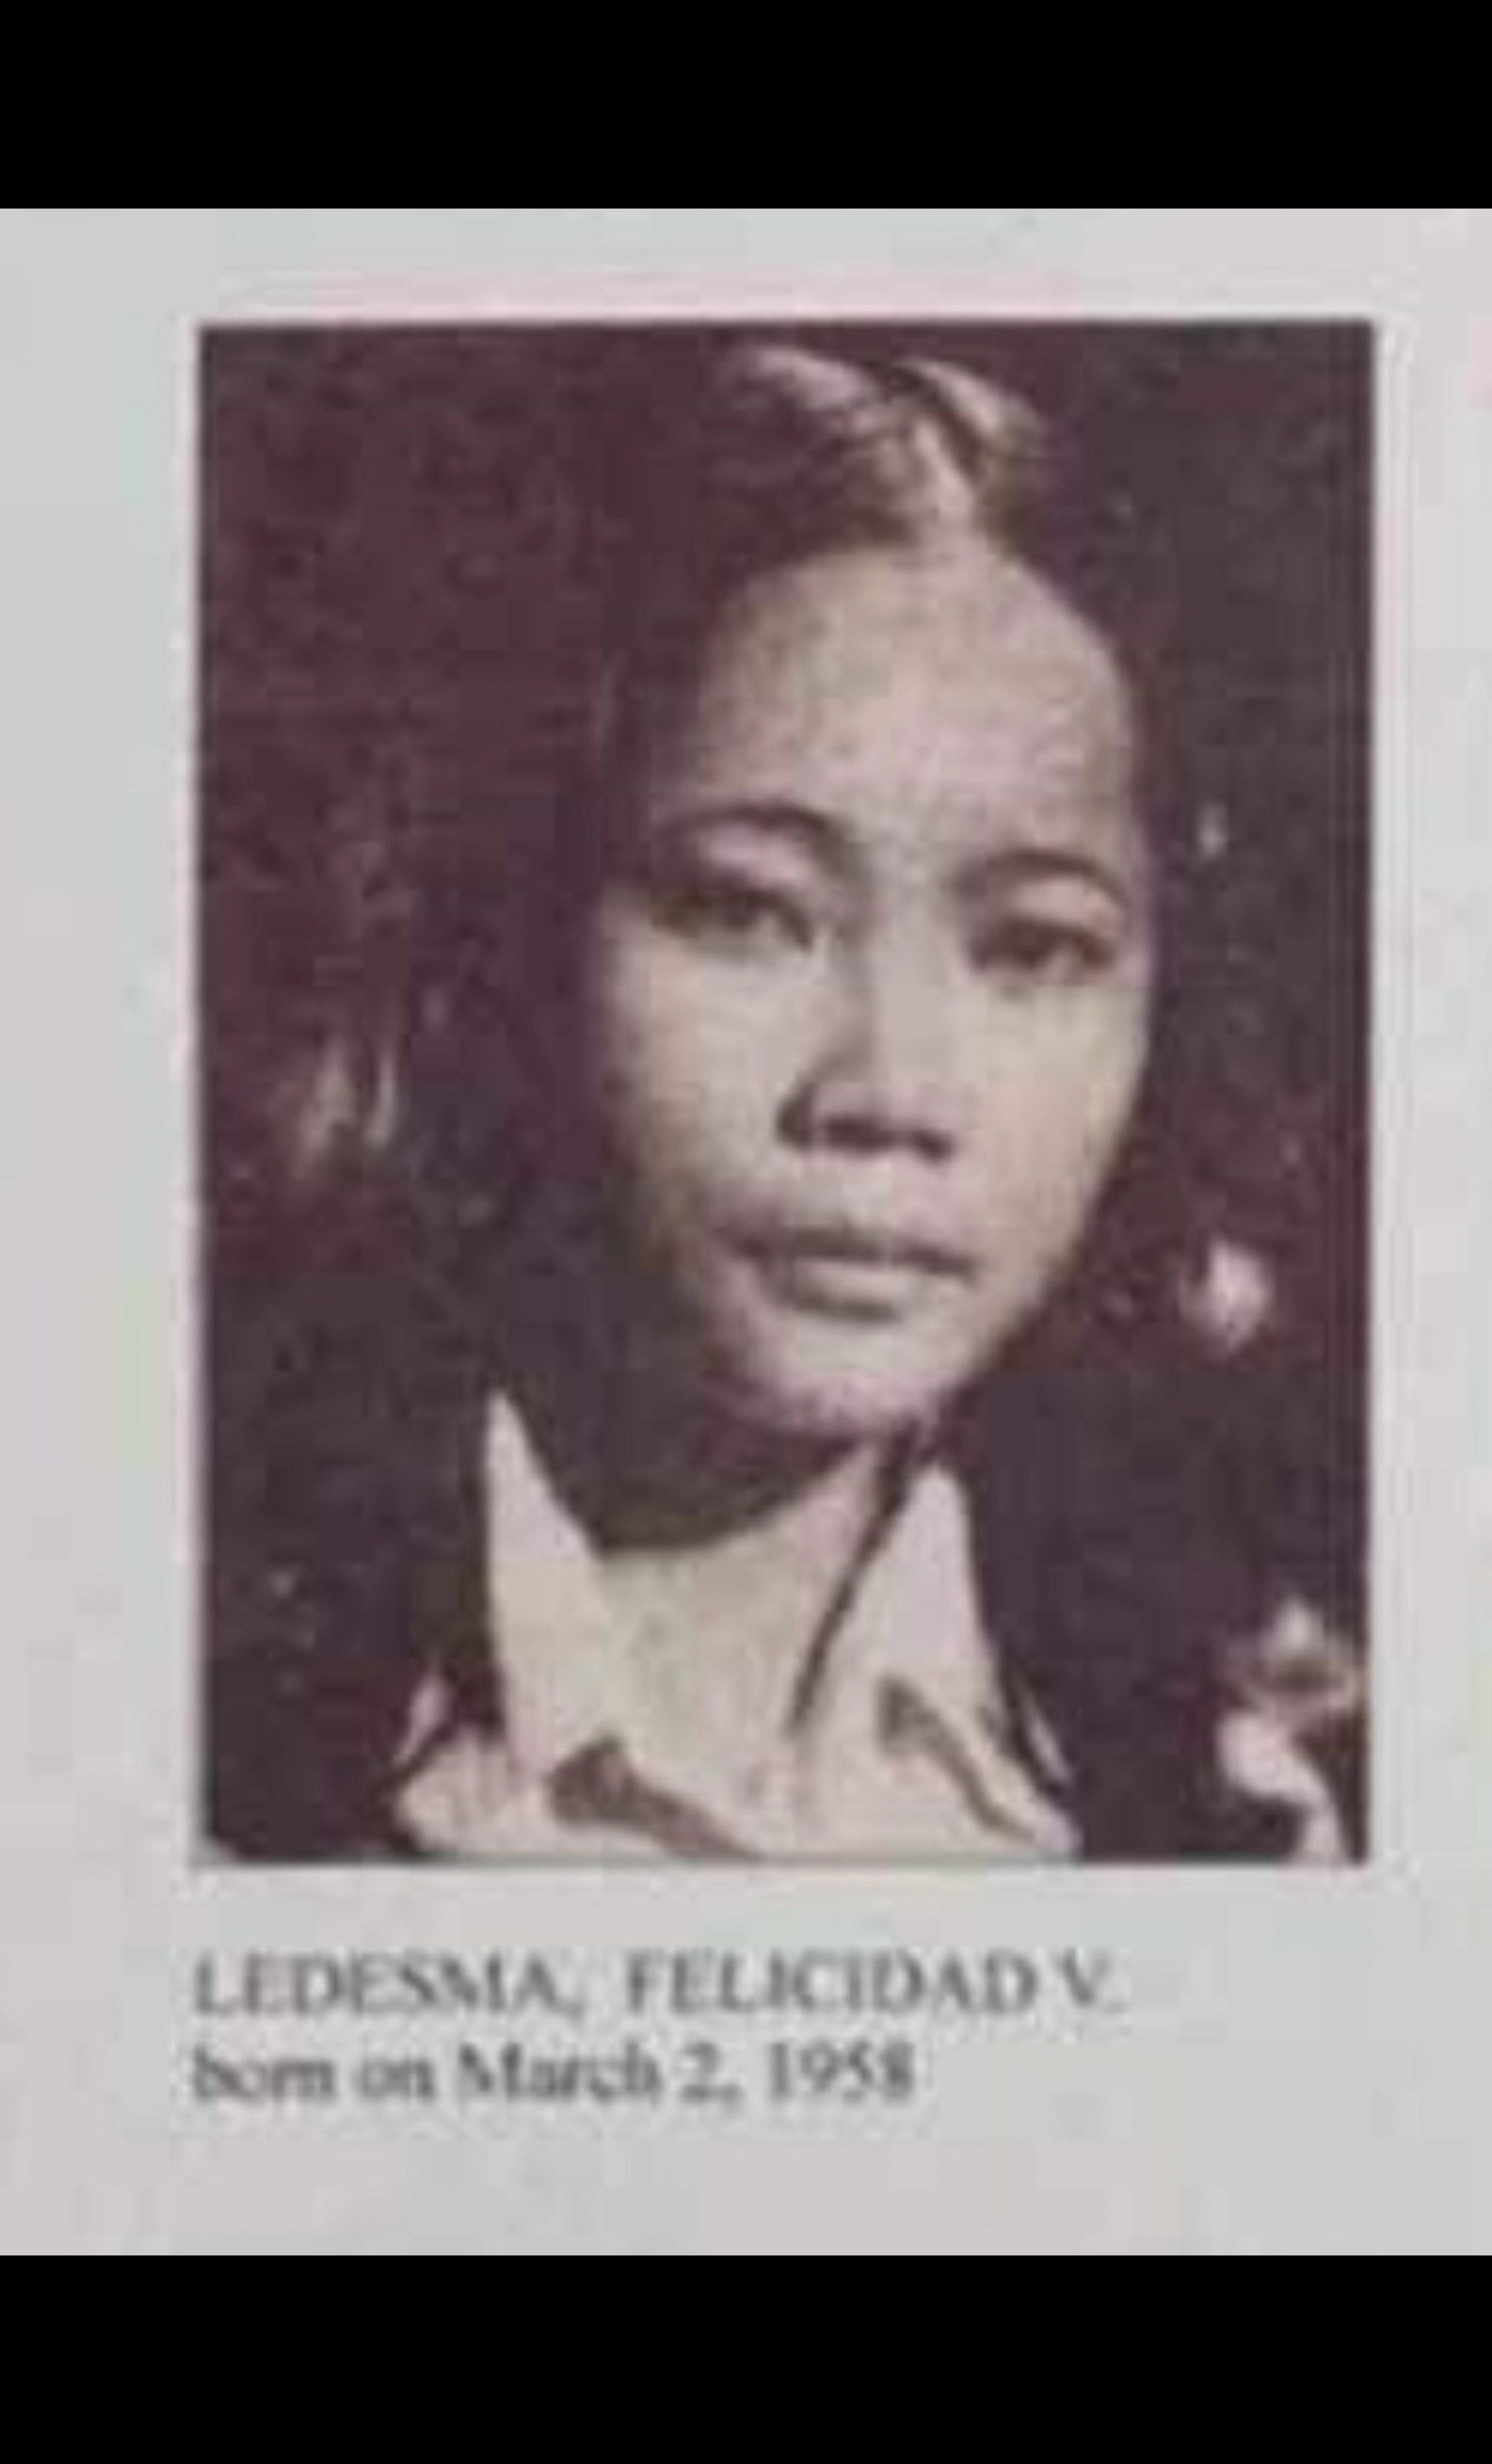 LEDESMA, FELICIDAD V.
born on March 2, 1958